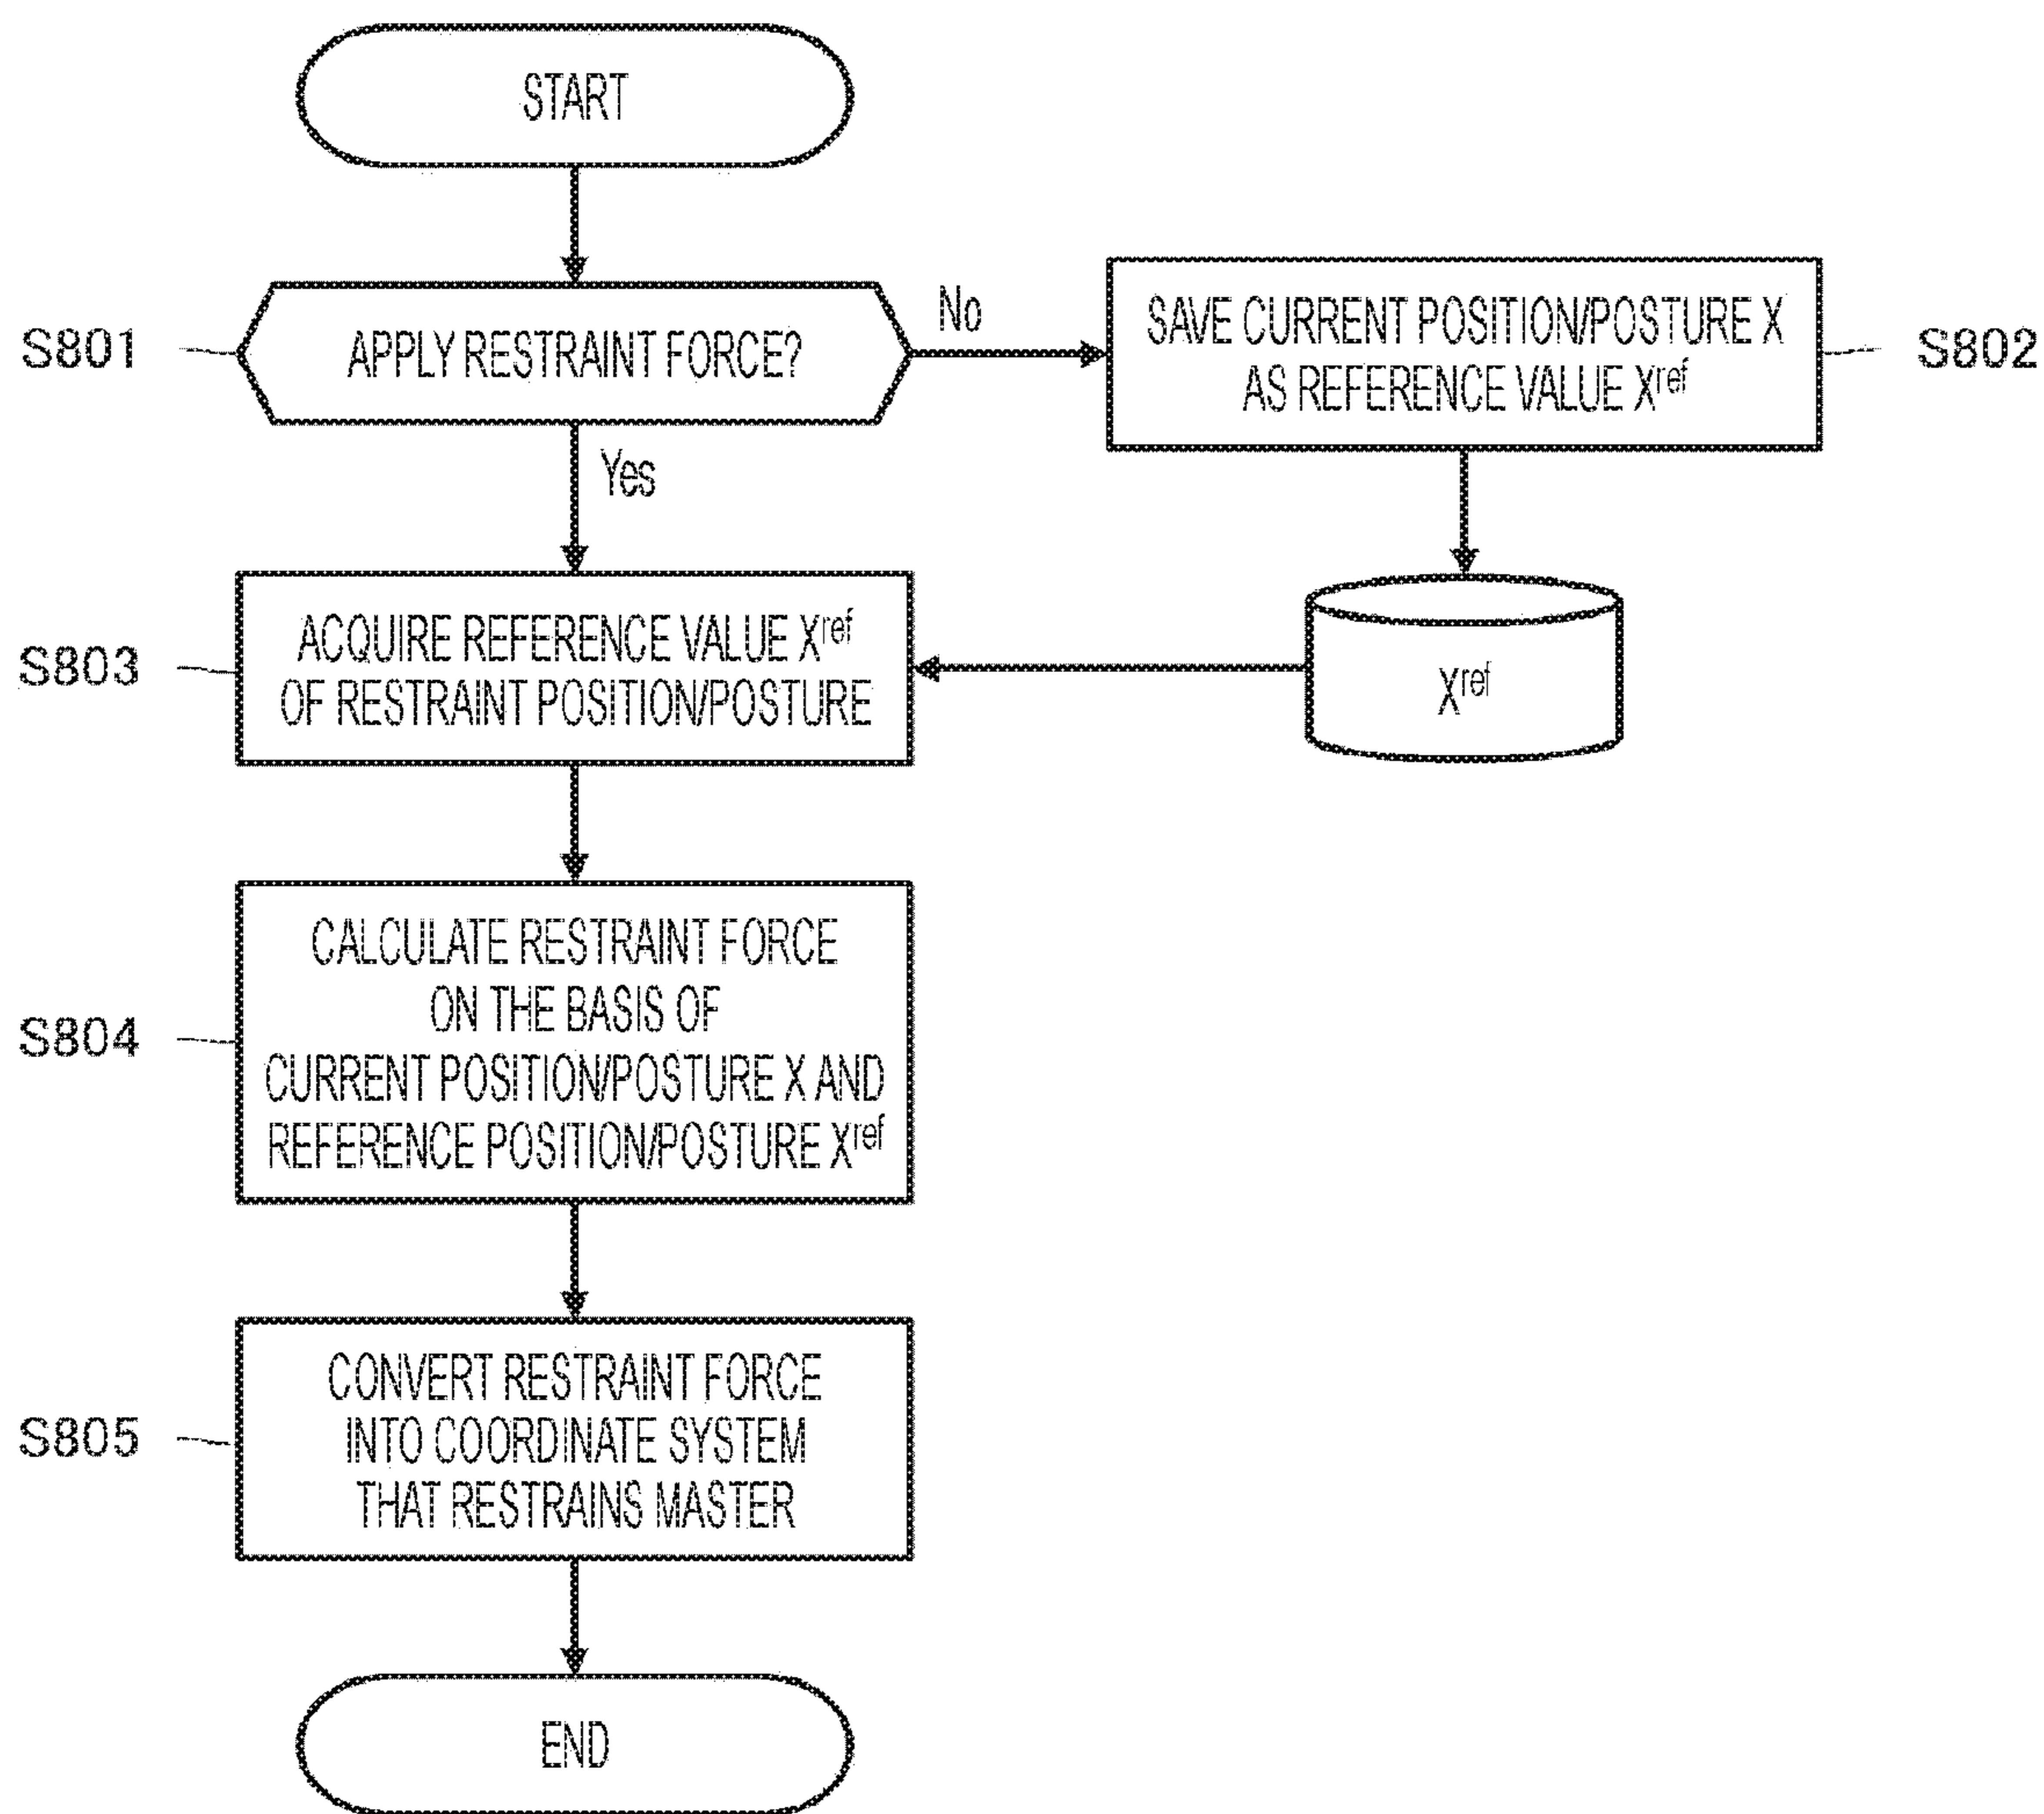 START
S801
APPLY RESTRAINT FORCE?
No
SAVE CURRENT POSITION/POSTURE X
AS REFERENCE VALUE Xref
S802
Yes
S803
ACQUIRE REFERENCE VALUE Xref
OF RESTRAINT POSITION/POSTURE
Xref
S804
CALCULATE RESTRAINT FORCE
ON THE BASIS OF
CURRENT POSITION/POSTURE X AND
REFERENCE POSITION/POSTURE Xref
S805
CONVERT RESTRAINT FORCE
INTO COORDINATE SYSTEM
THAT RESTRAINS MASTER
END